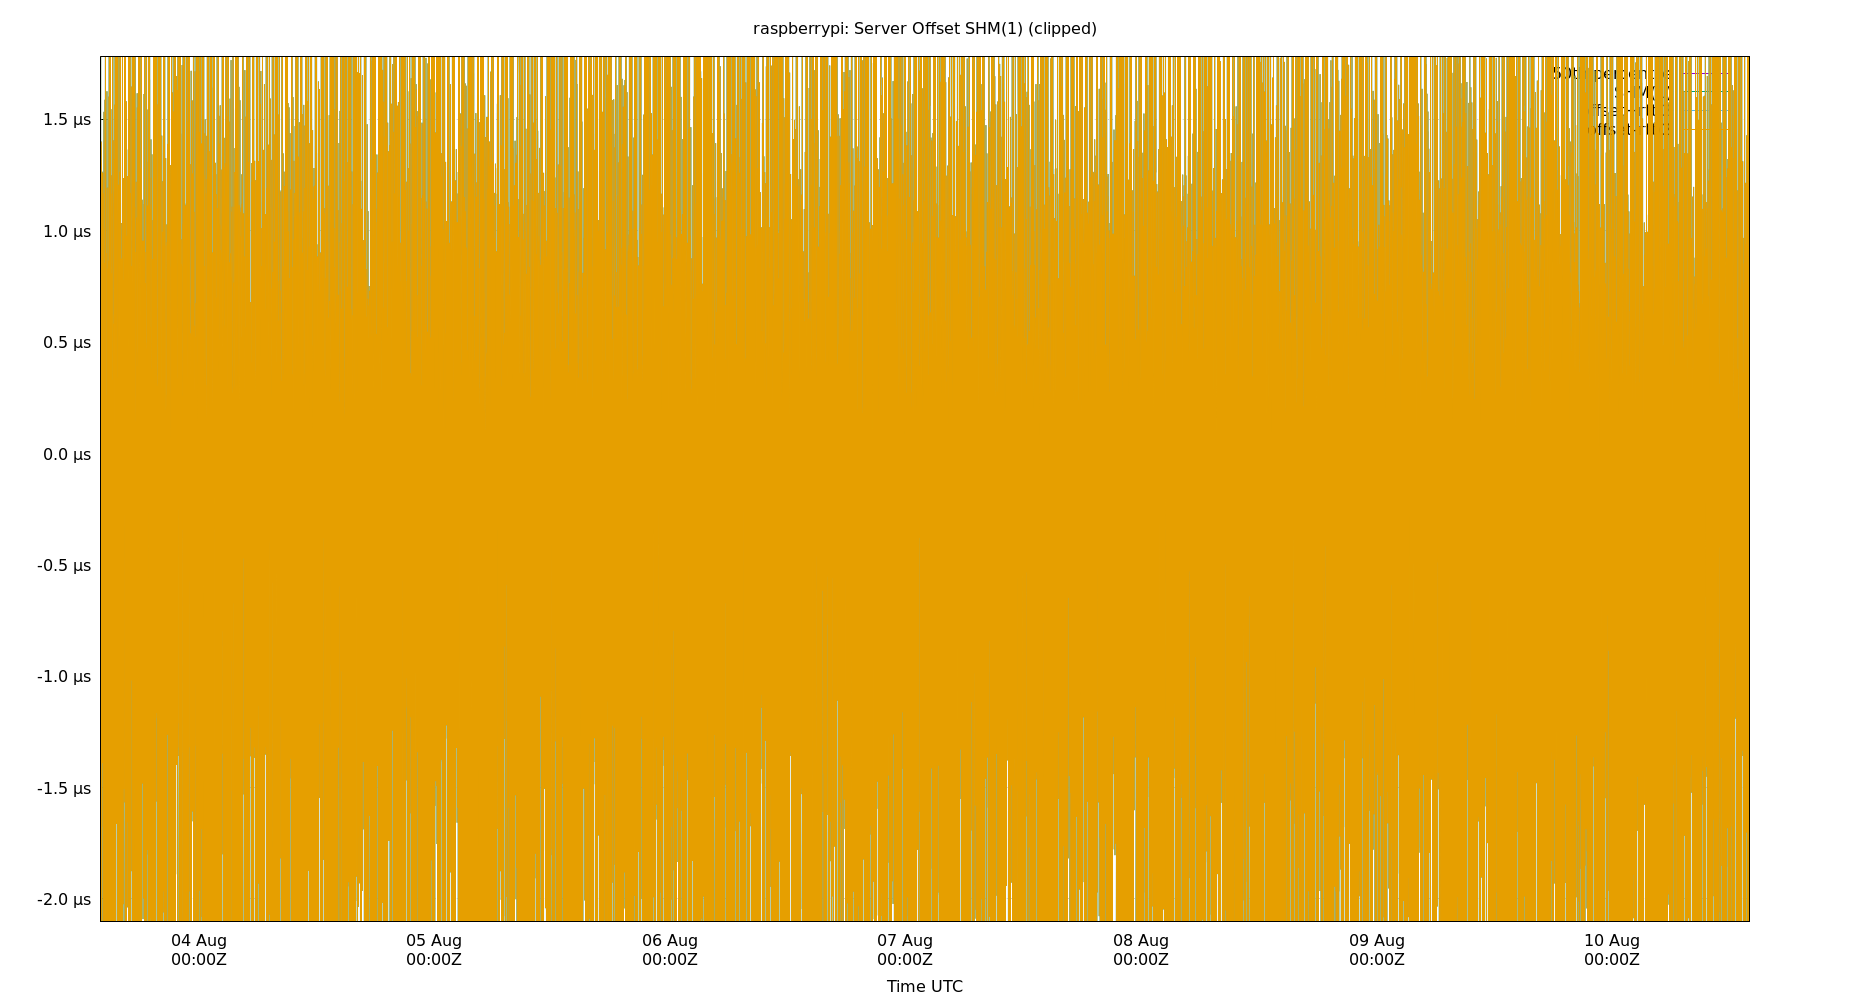 raspberrypi: Server Offset SHM(1) (clipped)
1.5 µs
1.0 µs
0.5 µs
0.0 µs
-0.5 µs
-1.0 µs
-1.5 µs
-2.0 µs
04 Aug 05 Aug 06 Aug 07 Aug 08 Aug 09 Aug 10 Aug
00:00Z 00:00Z 00:00Z 00:00Z 00:00Z 00:00Z 00:00Z
Time UTC